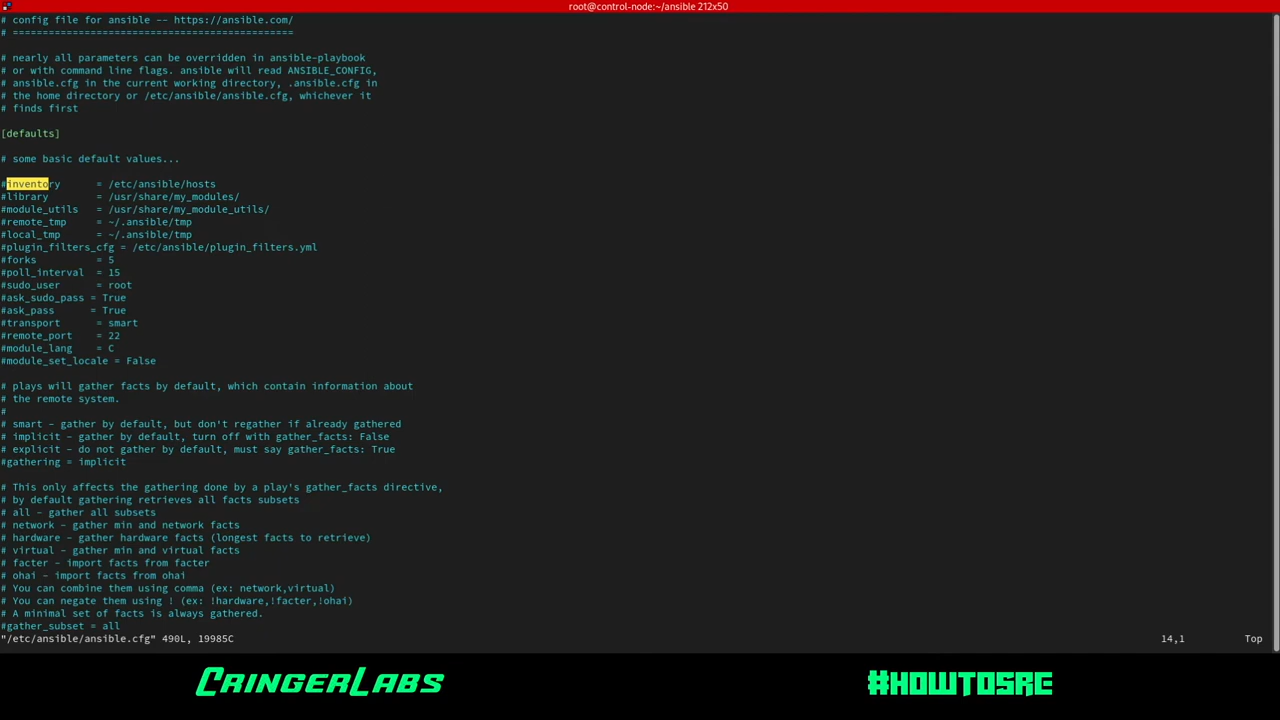 root@control-node:~/ansible 212x50
# config file for ansible -- https://ansible.com/
# ===============================================
# nearly all parameters can be overridden in ansible-playbook
# or with command line flags. ansible will read ANSIBLE_CONFIG,
# ansible.cfg in the current working directory, .ansible.cfg in
# the home directory or /etc/ansible/ansible.cfg, whichever it
# finds first
[defaults]
# some basic default values...
#inventory      = /etc/ansible/hosts
#library        = /usr/share/my_modules/
#module_utils   = /usr/share/my_module_utils/
#remote_tmp     = ~/.ansible/tmp
#local_tmp      = ~/.ansible/tmp
#plugin_filters_cfg = /etc/ansible/plugin_filters.yml
#forks          = 5
#poll_interval  = 15
#sudo_user      = root
#ask_sudo_pass = True
#ask_pass      = True
#transport      = smart
#remote_port    = 22
#module_lang    = C
#module_set_locale = False
# plays will gather facts by default, which contain information about
# the remote system.
#
# smart - gather by default, but don't regather if already gathered
# implicit - gather by default, turn off with gather_facts: False
# explicit - do not gather by default, must say gather_facts: True
#gathering = implicit
# This only affects the gathering done by a play's gather_facts directive,
# by default gathering retrieves all facts subsets
# all - gather all subsets
# network - gather min and network facts
# hardware - gather hardware facts (longest facts to retrieve)
# virtual - gather min and virtual facts
# facter - import facts from facter
# ohai - import facts from ohai
# You can combine them using comma (ex: network,virtual)
# You can negate them using ! (ex: !hardware,!facter,!ohai)
# A minimal set of facts is always gathered.
#gather_subset = all
"/etc/ansible/ansible.cfg" 490L, 19985C 14,1 Top
CringerLabs #HOWTOSRE